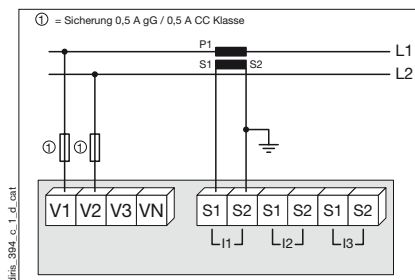 ① = Sicherung 0,5 A gG / 0,5 A CC Klasse
P1
L1
S1 S2
L2
① ①
V1 V2 V3 VN S1 S2 S1 S2 S1 S2
I1 I2 I3
diris_394_c_1_d_cat